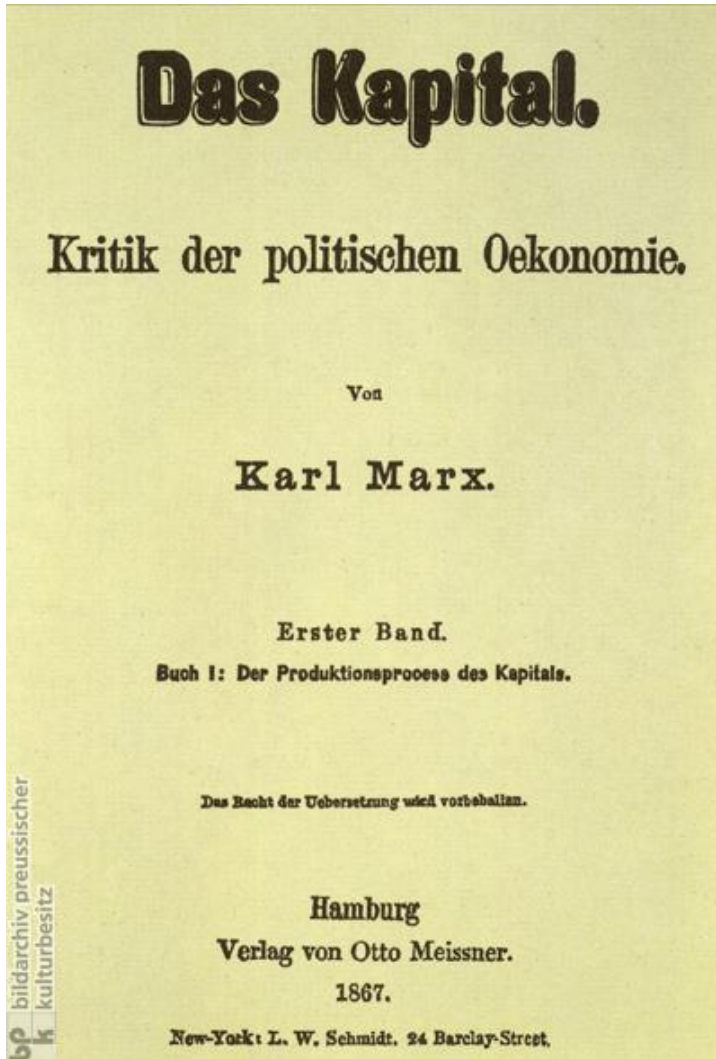 Das Kapital.
Kritik der politischen Oekonomie.
Von
Karl Marx.
Erster Band.
Buch I: Der Produktionsprocess des Kapitals.
Das Recht der Uebersetzung wird vorbehalten.
Hamburg
Verlag von Otto Meissner.
1867.
New-York: L. W. Schmidt. 24 Barclay-Street.
bpk
bildarchiv preussischer
kulturbesitz